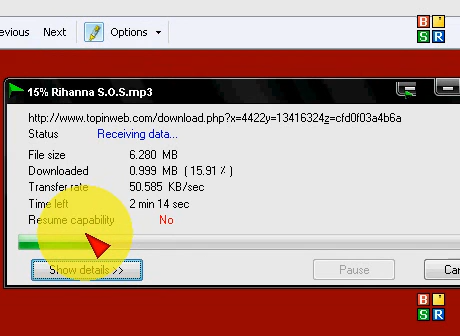 evious Next Options
B
S R
15% Rihanna S.O.S.mp3
http://www.topinweb.com/download.php?x=4422y=13416324z=cfd0f03a4b6a
Status Receiving data...
File size 6.280 MB
Downloaded 0.999 MB ( 15.91 % )
Transfer rate 50.585 KB/sec
Time left 2 min 14 sec
Resume capability No
Show details >> Pause Can
B
S R